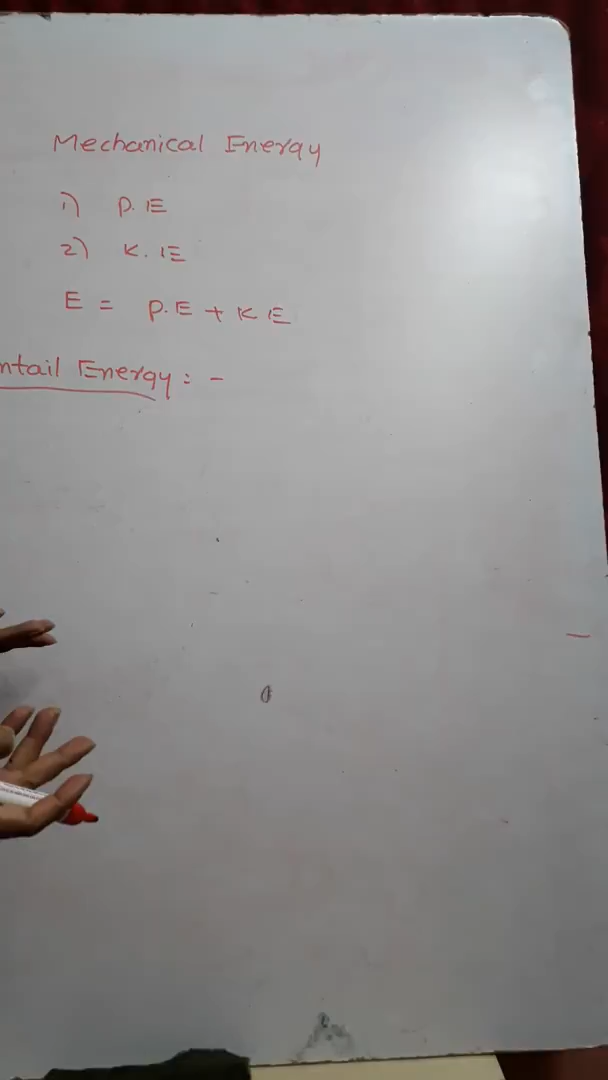 Mechanical Energy
1) P.E
2) K.E
E = P.E + K E
ntail Energy : -